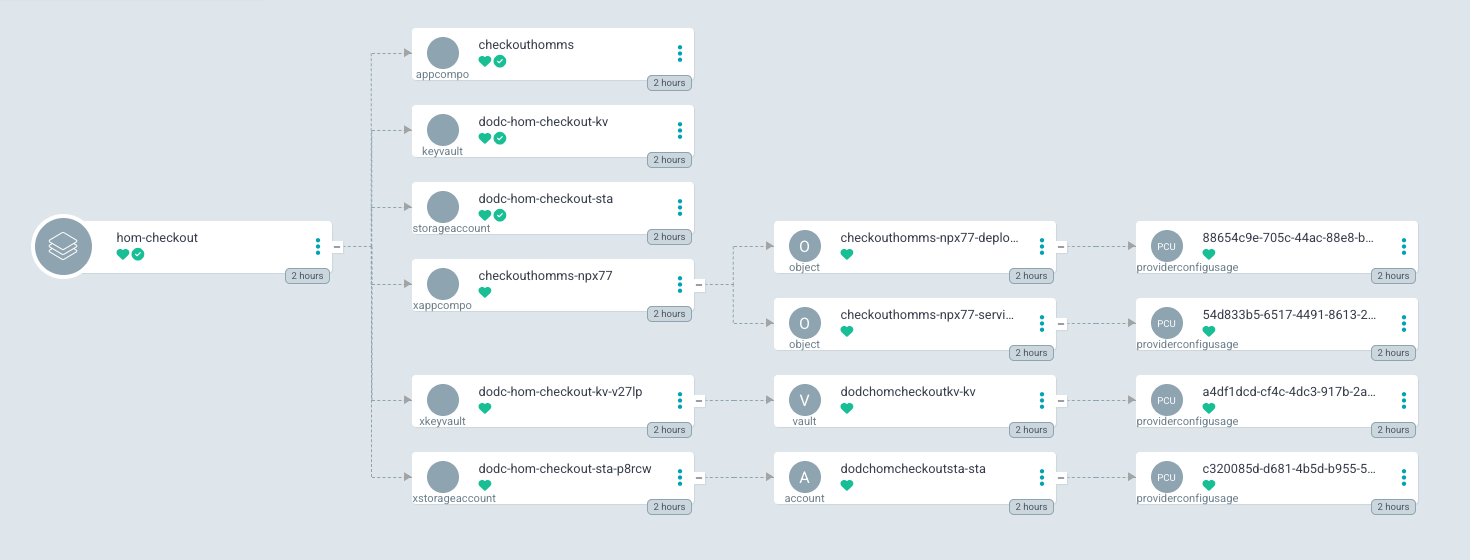 checkouthomms
appcompo
2 hours
dodc-hom-checkout-kv
keyvault
2 hours
dodc-hom-checkout-sta
storageaccount
2 hours
hom-checkout
2 hours
checkouthomms-npx77
xappcompo
2 hours
O
checkouthomms-npx77-deplo...
object
2 hours
PCU
88654c9e-705c-44ac-88e8-b...
providerconfigusage
2 hours
O
checkouthomms-npx77-servi...
object
2 hours
PCU
54d833b5-6517-4491-8613-2...
providerconfigusage
2 hours
dodc-hom-checkout-kv-v27lp
xkeyvault
2 hours
V
dodchomcheckoutkv-kv
vault
2 hours
PCU
a4df1dcd-cf4c-4dc3-917b-2a...
providerconfigusage
2 hours
dodc-hom-checkout-sta-p8rcw
xstorageaccount
2 hours
A
dodchomcheckoutsta-sta
account
2 hours
PCU
c320085d-d681-4b5d-b955-5...
providerconfigusage
2 hours